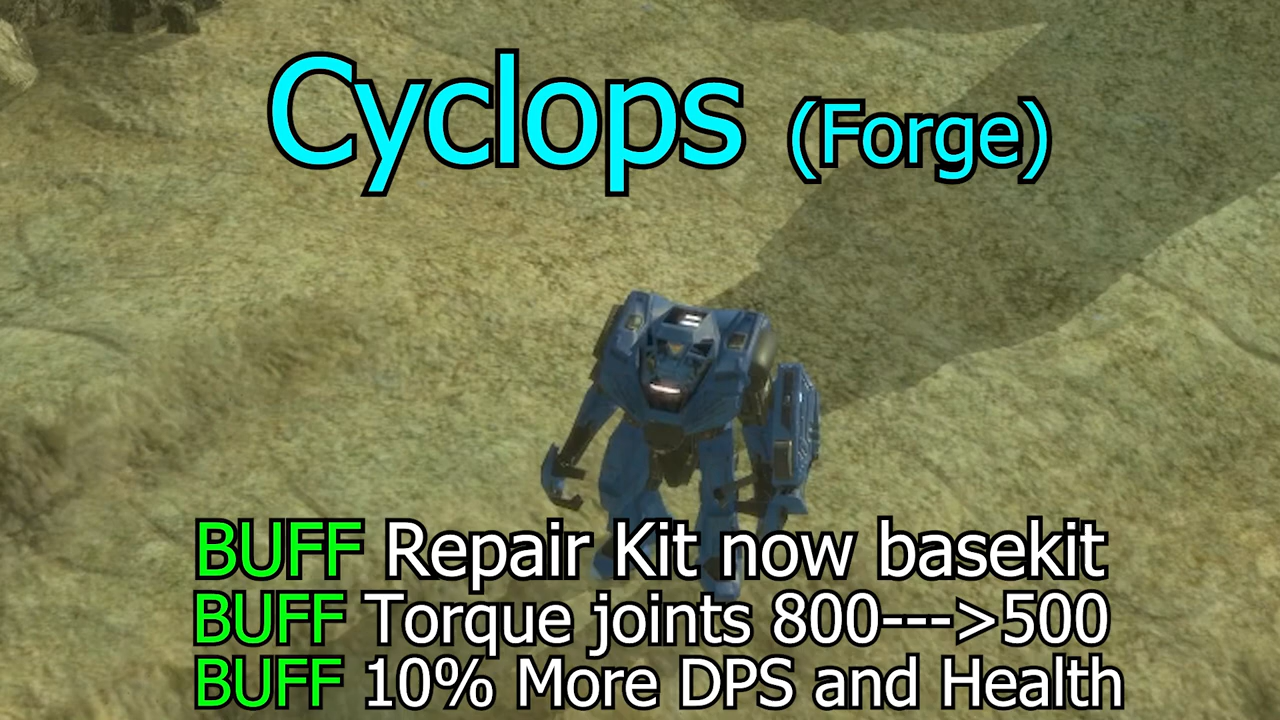 Cyclops (Forge)
BUFF Repair Kit now basekit
BUFF Torque joints 800--->500
BUFF 10% More DPS and Health